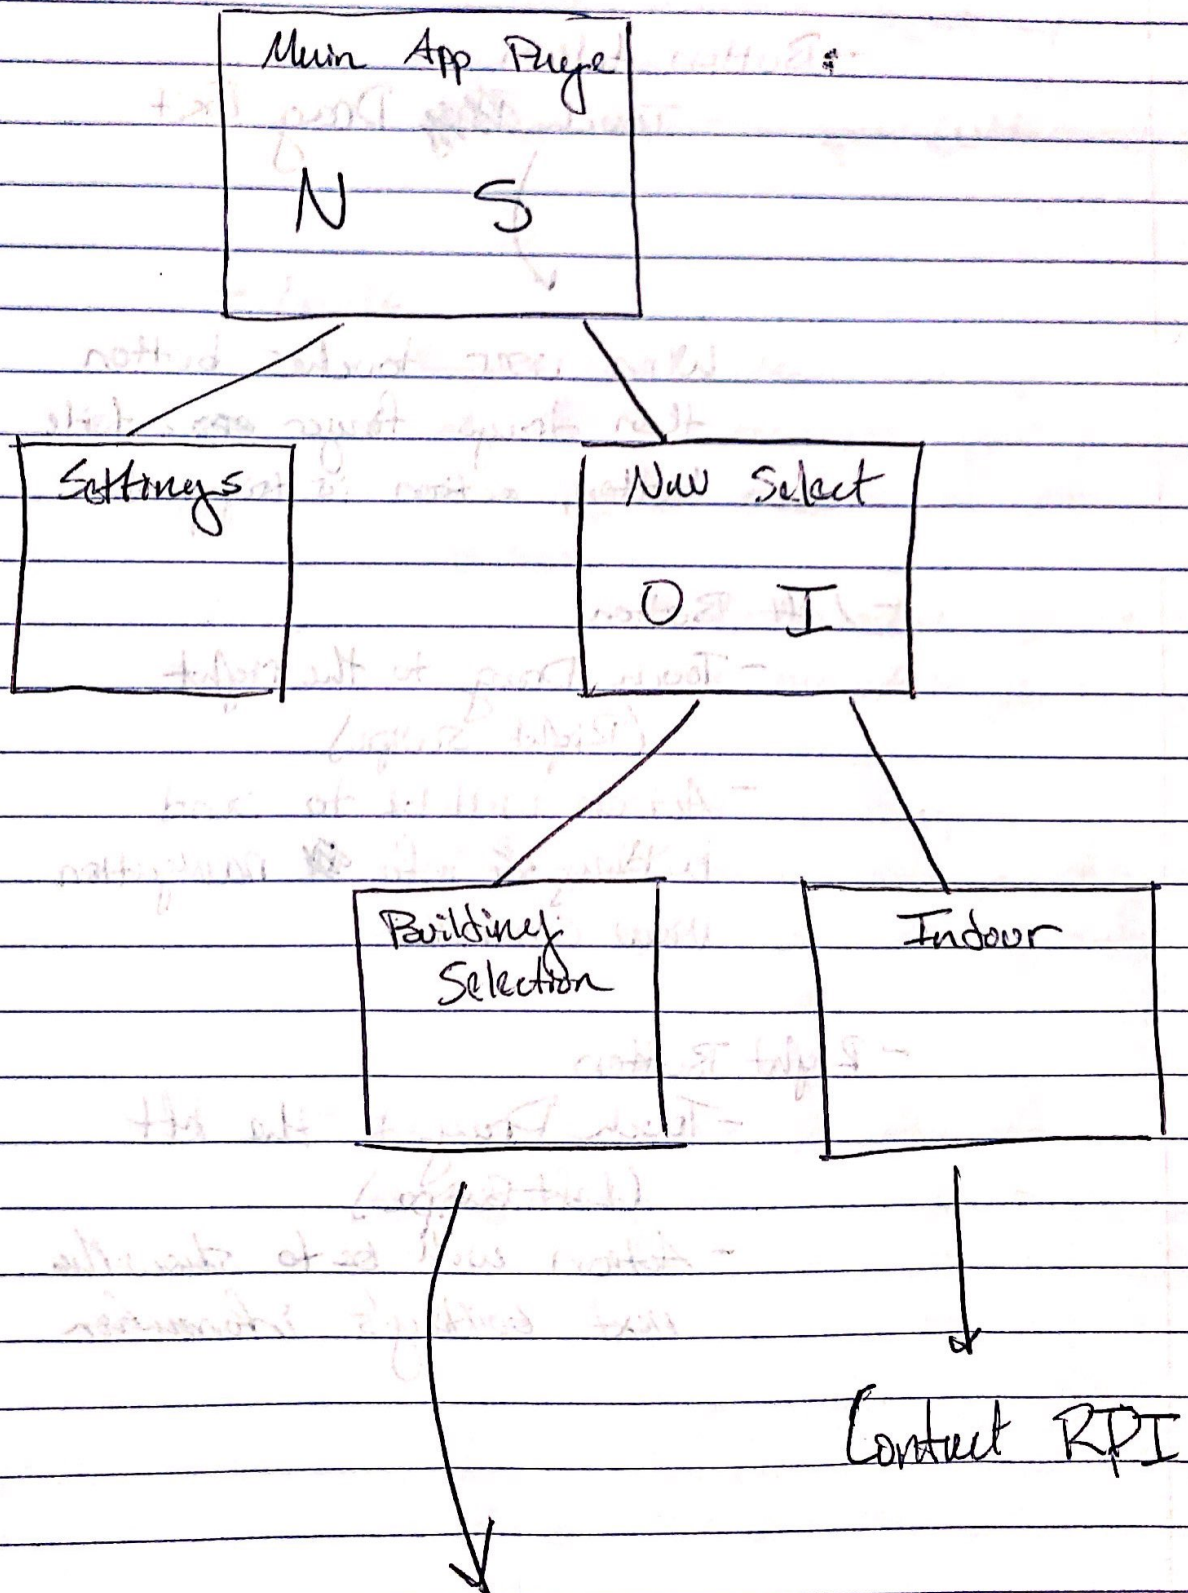 Main App Page
N S
Settings
Nav Select
O I
Building
Selection
Indoor
Contact RPI